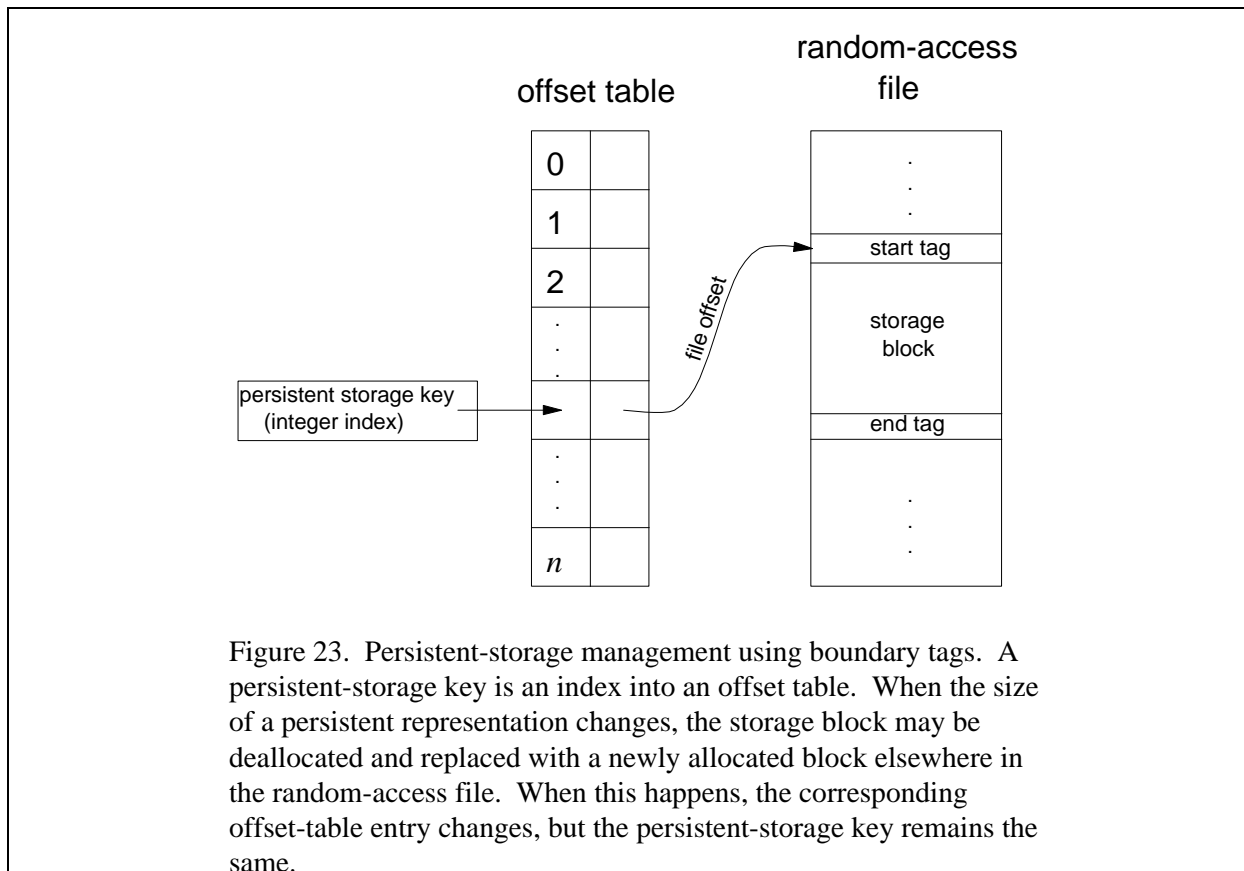 random-access
file
offset table
0
1
2
.
.
.
persistent storage key
(integer index)
.
.
.
n
file offset
.
.
.
start tag
storage
block
end tag
.
.
.
Figure 23.  Persistent-storage management using boundary tags.  A
persistent-storage key is an index into an offset table.  When the size
of a persistent representation changes, the storage block may be
deallocated and replaced with a newly allocated block elsewhere in
the random-access file.  When this happens, the corresponding
offset-table entry changes, but the persistent-storage key remains the
same.